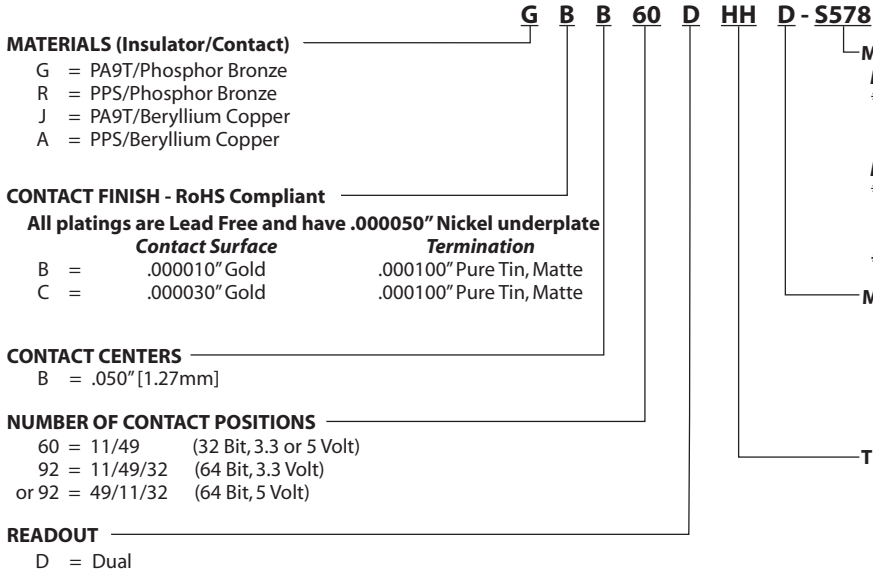 G B B 60 D HH D - S578
MATERIALS (Insulator/Contact)
G = PA9T/Phosphor Bronze
R = PPS/Phosphor Bronze
J = PA9T/Beryllium Copper
A = PPS/Beryllium Copper
CONTACT FINISH - RoHS Compliant
All platings are Lead Free and have .000050" Nickel underplate
Contact Surface Termination
B = .000010" Gold .000100" Pure Tin, Matte
C = .000030" Gold .000100" Pure Tin, Matte
CONTACT CENTERS
B = .050" [1.27mm]
NUMBER OF CONTACT POSITIONS
60 = 11/49 (32 Bit, 3.3 or 5 Volt)
92 = 11/49/32 (64 Bit, 3.3 Volt)
or 92 = 49/11/32 (64 Bit, 5 Volt)
READOUT
D = Dual